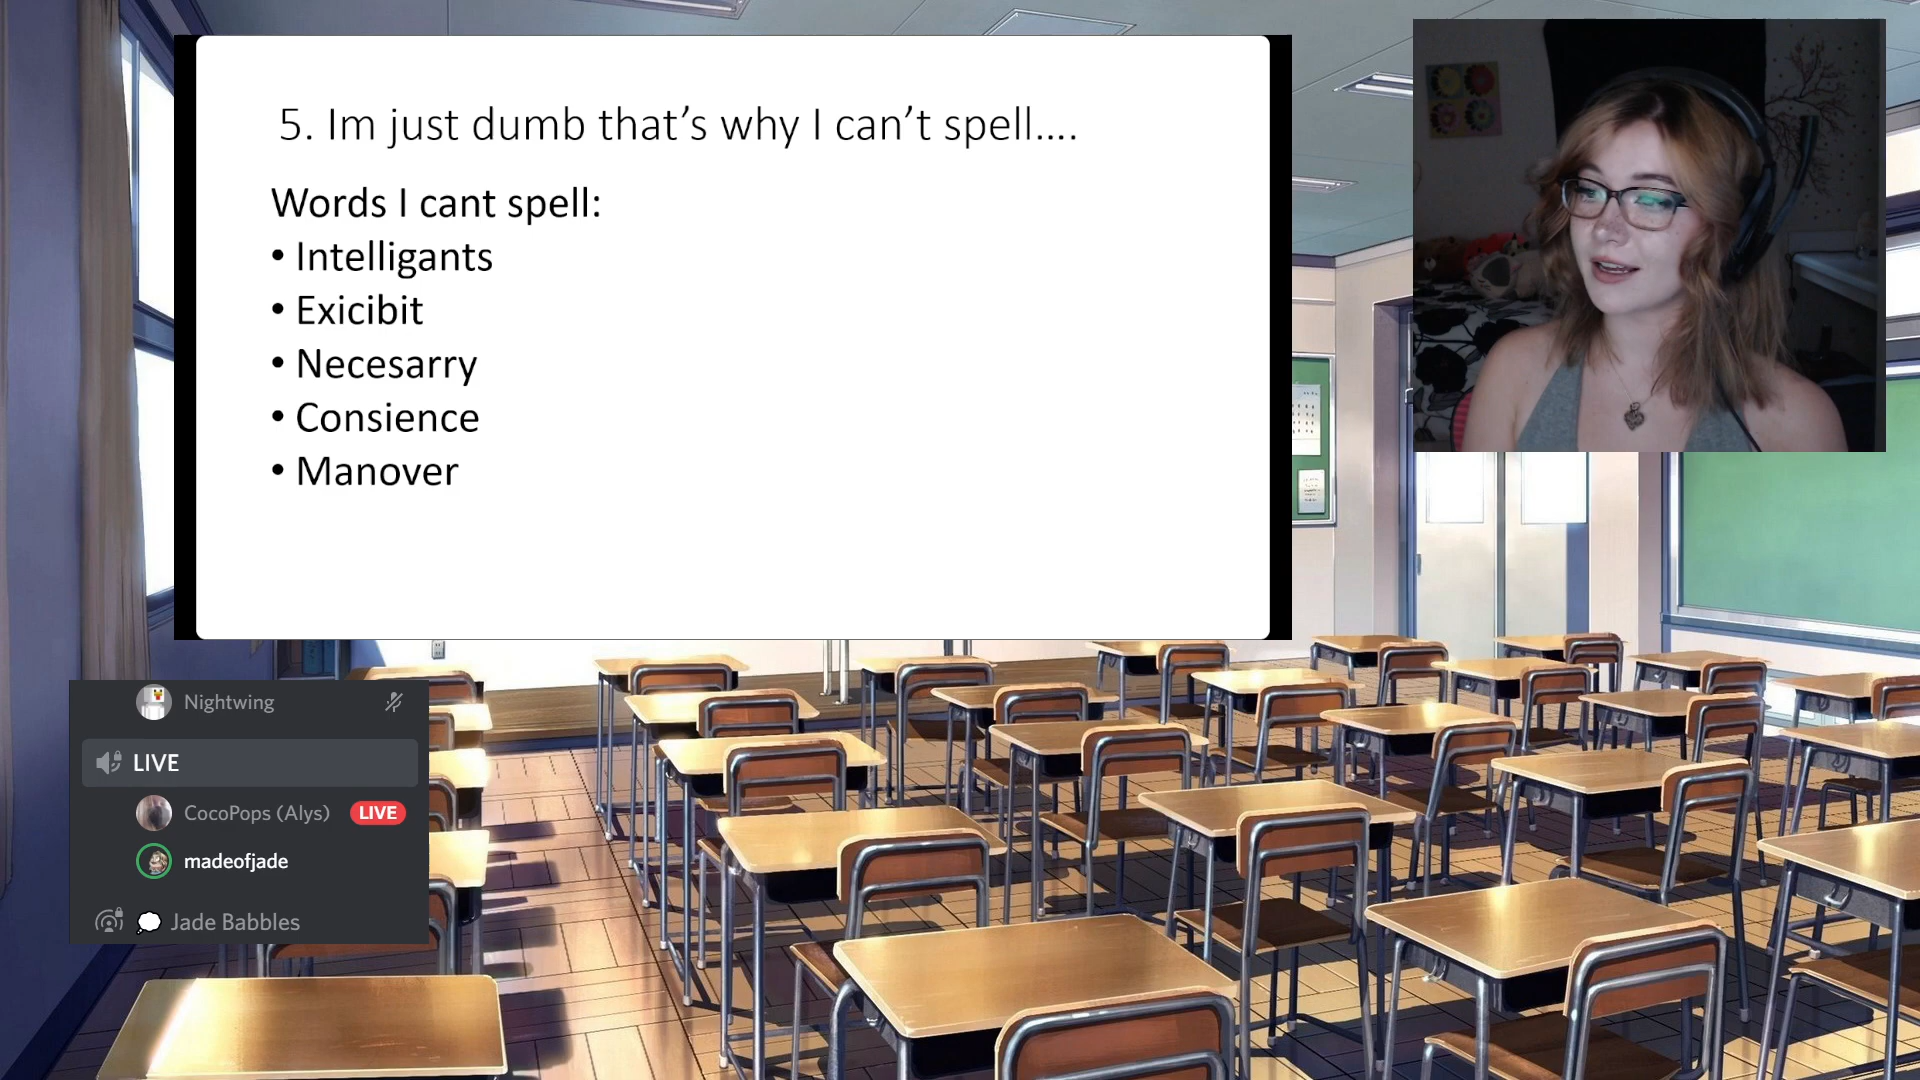 5. Im just dumb that’s why I can’t spell....
Words I cant spell:
• Intelligants
• Exicibit
• Necesarry
• Consience
• Manover
Nightwing
LIVE
CocoPops (Alys) LIVE
madeofjade
Jade Babbles